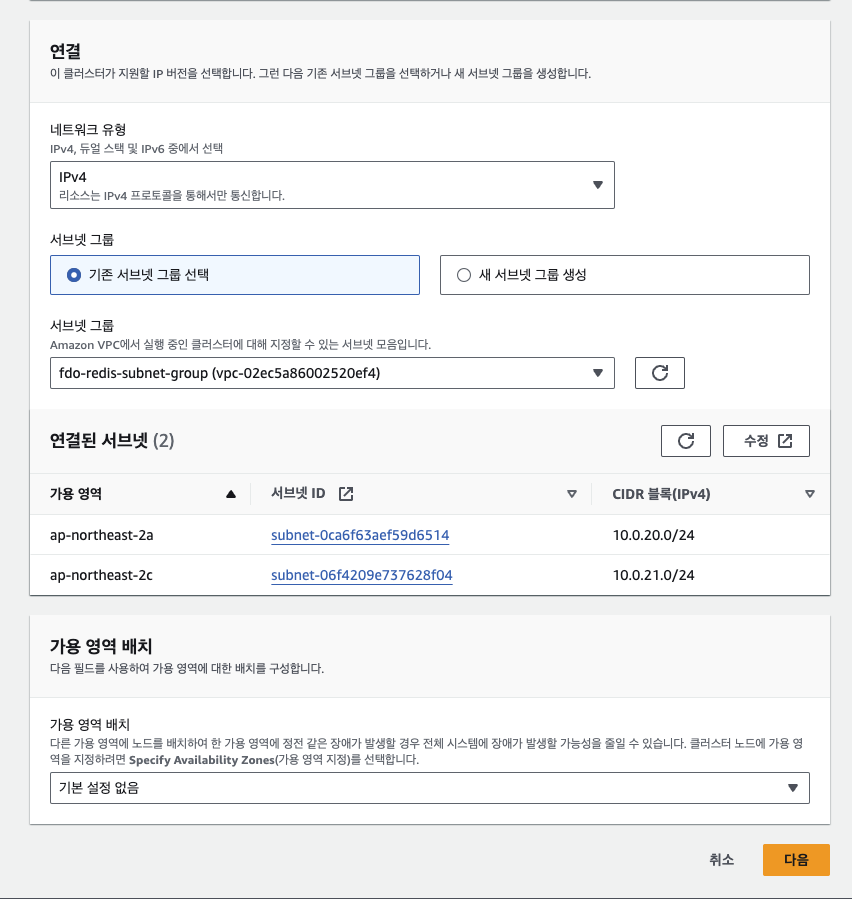 연결
이 클러스터가 지원할 IP 버전을 선택합니다. 그런 다음 기존 서브넷 그룹을 선택하거나 새 서브넷 그룹을 생성합니다.
네트워크 유형
IPv4, 듀얼 스택 및 IPv6 중에서 선택
IPv4
리소스는 IPv4 프로토콜을 통해서만 통신합니다.
서브넷 그룹
기존 서브넷 그룹 선택
새 서브넷 그룹 생성
서브넷 그룹
Amazon VPC에서 실행 중인 클러스터에 대해 지정할 수 있는 서브넷 모음입니다.
fdo-redis-subnet-group (vpc-02ec5a86002520ef4)
연결된 서브넷 (2)
수정
가용 영역 서브넷 ID CIDR 블록(IPv4)
ap-northeast-2a subnet-0ca6f63aef59d6514 10.0.20.0/24
ap-northeast-2c subnet-06f4209e737628f04 10.0.21.0/24
가용 영역 배치
다음 필드를 사용하여 가용 영역에 대한 배치를 구성합니다.
가용 영역 배치
다른 가용 영역에 노드를 배치하여 한 가용 영역에 정전 같은 장애가 발생할 경우 전체 시스템에 장애가 발생할 가능성을 줄일 수 있습니다. 클러스터 노드에 가용 영
역을 지정하려면 Specify Availability Zones(가용 영역 지정)를 선택합니다.
기본 설정 없음
취소
다음